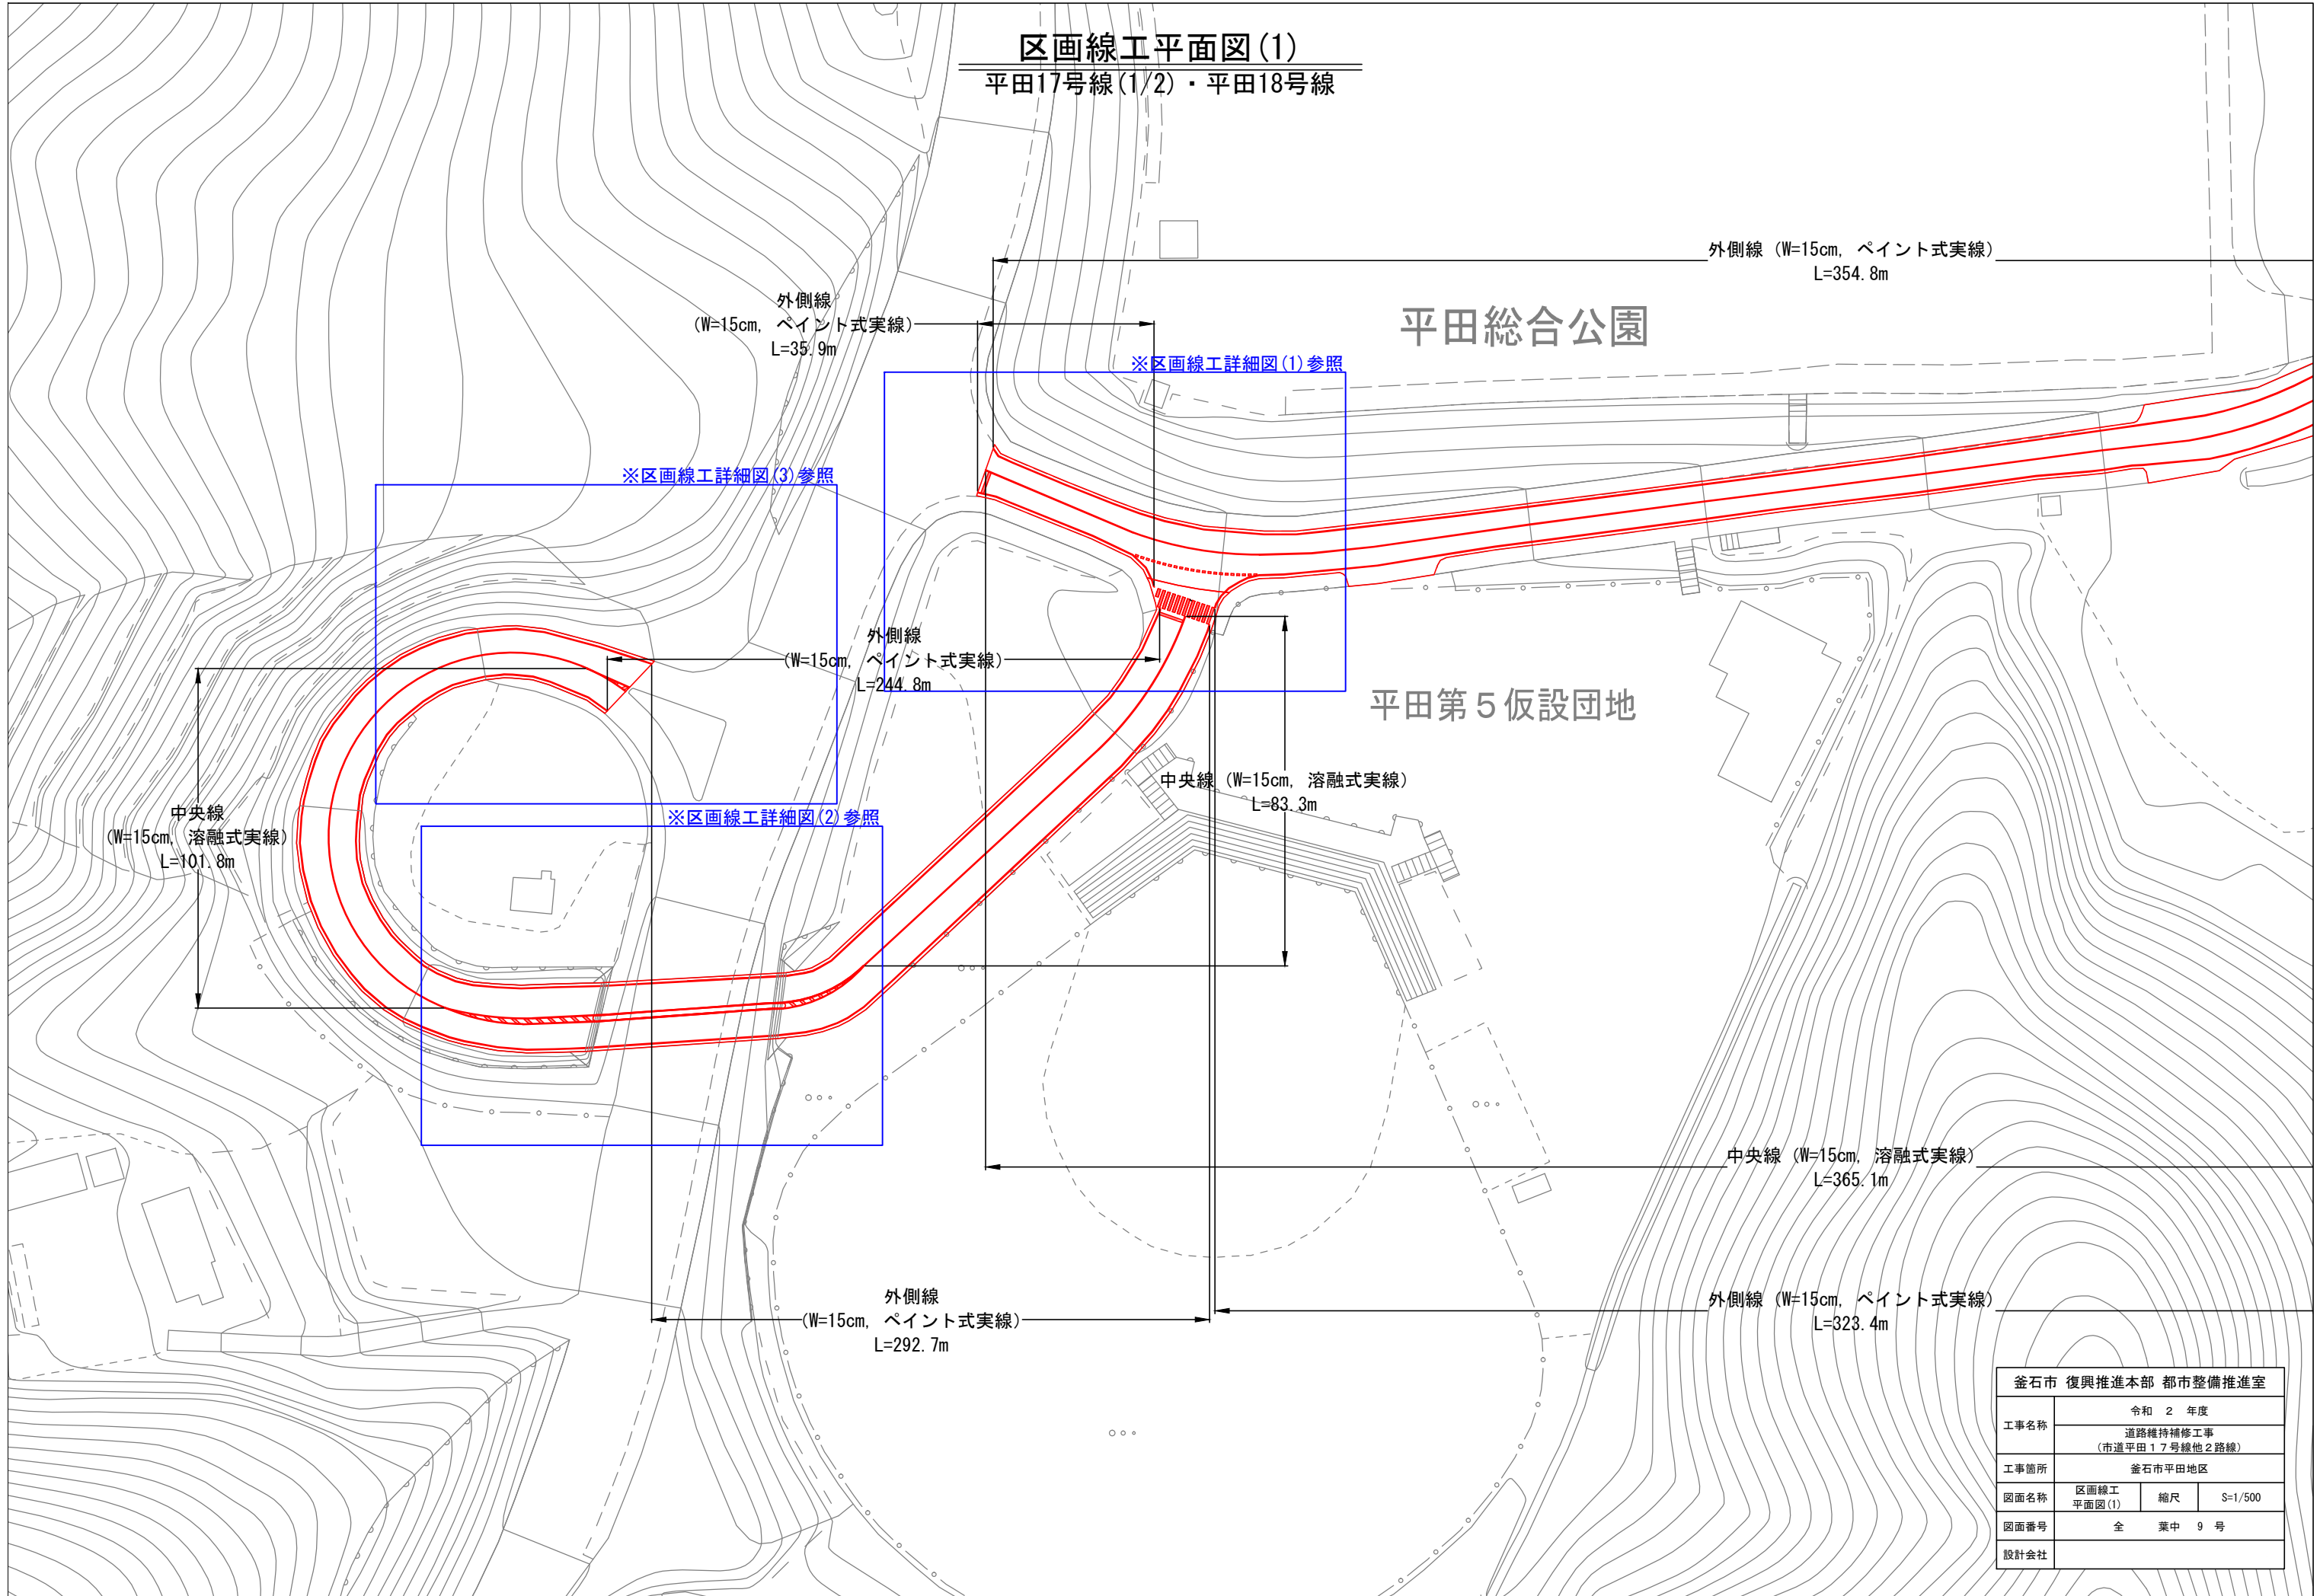 区画線工平面図(1)
平田17号線(1/2)・平田18号線
外側線 (W=15cm, ペイント式実線)
L=354.8m
外側線
(W=15cm, ペイント式実線)
L=35.9m
平田総合公園
※区画線工詳細図(1)参照
※区画線工詳細図(3)参照
外側線
(W=15cm, ペイント式実線)
L=244.8m
平田第５仮設団地
中央線 (W=15cm, 溶融式実線)
L=83.3m
中央線
(W=15cm, 溶融式実線)
L=101.8m
※区画線工詳細図(2)参照
中央線 (W=15cm, 溶融式実線)
L=365.1m
外側線
(W=15cm, ペイント式実線)
L=292.7m
外側線 (W=15cm, ペイント式実線)
L=323.4m
釜石市 復興推進本部 都市整備推進室
工事名称
令和 2 年度
道路維持補修工事
(市道平田１７号線他２路線)
工事箇所 釜石市平田地区
図面名称 区画線工
平面図(1) 縮尺 S=1/500
図面番号 全 葉中 9 号
設計会社